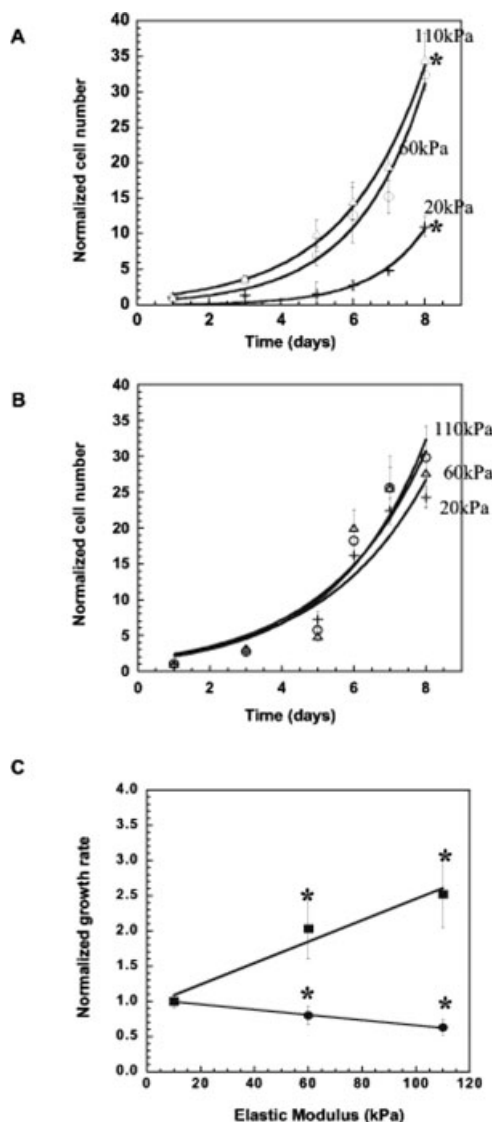 A
Normalized cell number
40
35
30
25
20
15
10
5
0
110kPa
*
60kPa
20kPa
*
0 2 4 6 8
Time (days)
B
Normalized cell number
40
35
30
25
20
15
10
5
0
110kPa
60kPa
20kPa
0 2 4 6 8
Time (days)
C
Normalized growth rate
4.0
3.5
3.0
2.5
2.0
1.5
1.0
0.5
0.0
* *
* *
0 20 40 60 80 100 120
Elastic Modulus (kPa)